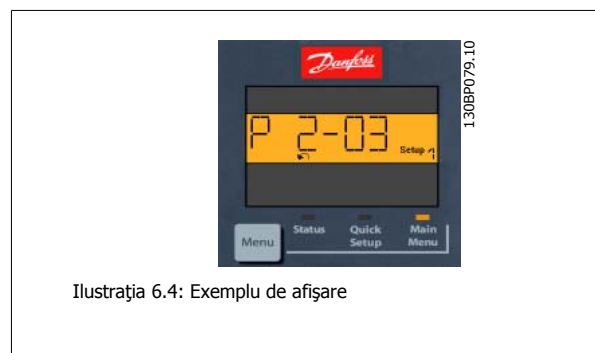 Danfoss
130BP079.10
P 2-03
Setup 1
Menu
Status
Quick Setup
Main Menu
Ilustraţia 6.4: Exemplu de afişare